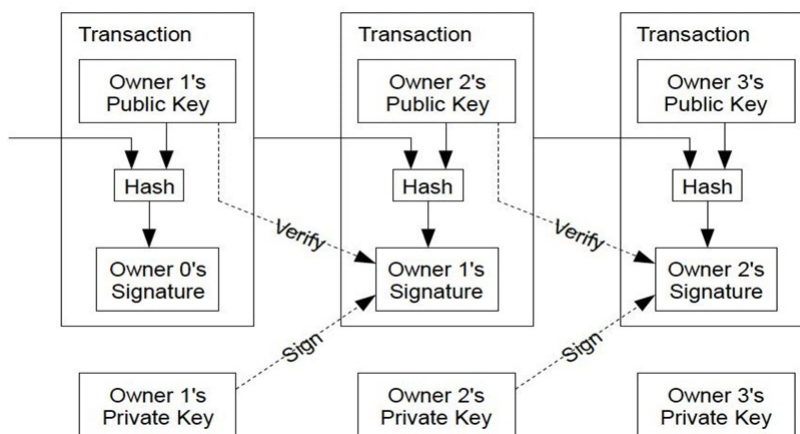 Transaction
Transaction
Transaction
Owner 1's
Public Key
Owner 2's
Public Key
Owner 3's
Public Key
Hash
Hash
Hash
Verify
Verify
Owner 0's
Signature
Owner 1's
Signature
Owner 2's
Signature
Sign
Sign
Owner 1's
Private Key
Owner 2's
Private Key
Owner 3's
Private Key